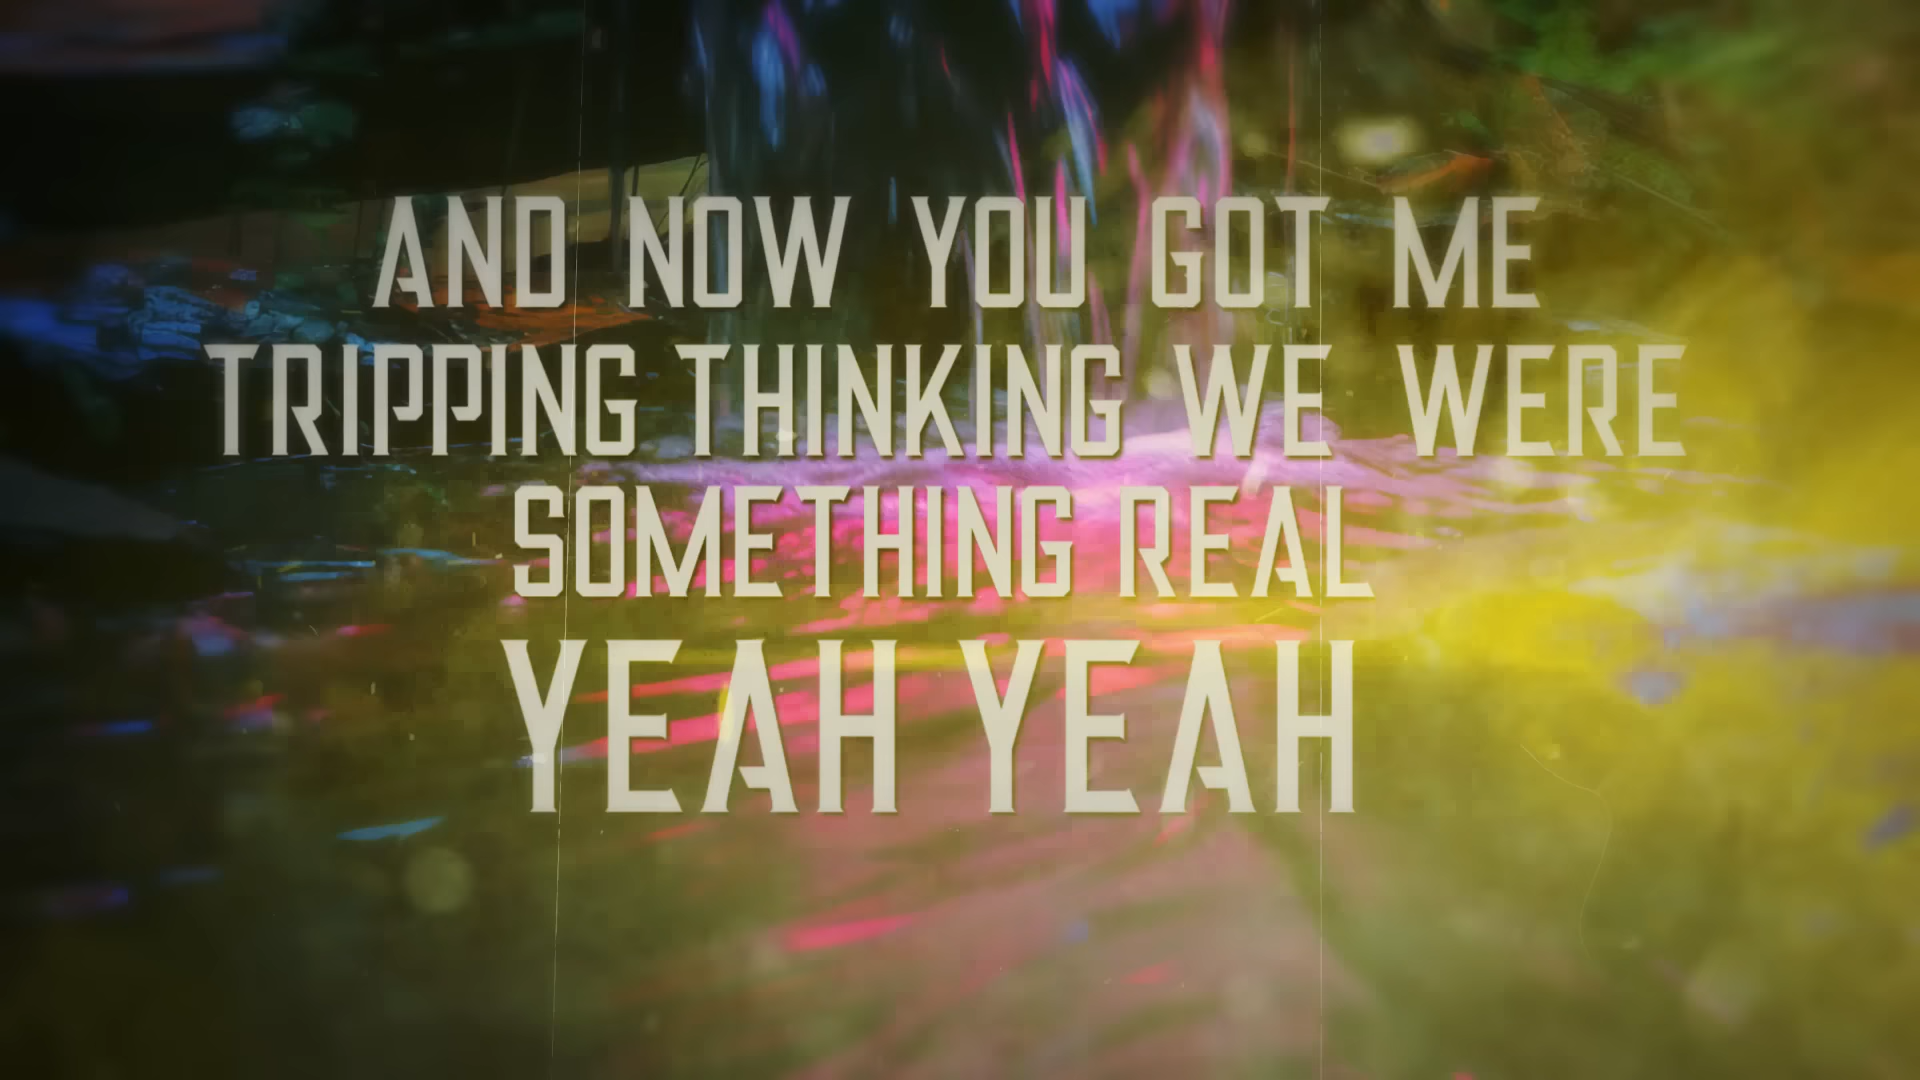 AND NOW YOU GOT ME
TRIPPING THINKING WE WERE
SOMETHING REAL
YEAH YEAH